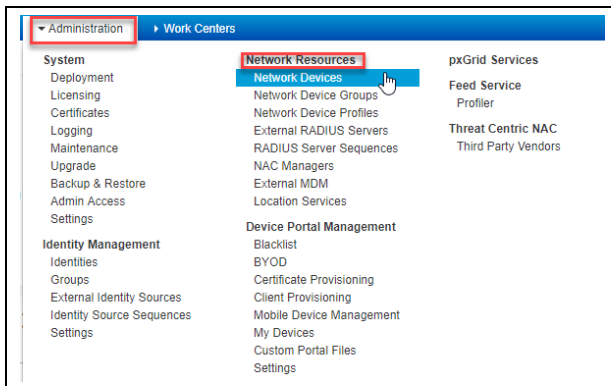 Administration
Work Centers
System
Deployment
Licensing
Certificates
Logging
Maintenance
Upgrade
Backup & Restore
Admin Access
Settings
Identity Management
Identities
Groups
External Identity Sources
Identity Source Sequences
Settings
Network Resources
Network Devices
Network Device Groups
Network Device Profiles
External RADIUS Servers
RADIUS Server Sequences
NAC Managers
External MDM
Location Services
Device Portal Management
Blacklist
BYOD
Certificate Provisioning
Client Provisioning
Mobile Device Management
My Devices
Custom Portal Files
Settings
pxGrid Services
Feed Service
Profiler
Threat Centric NAC
Third Party Vendors